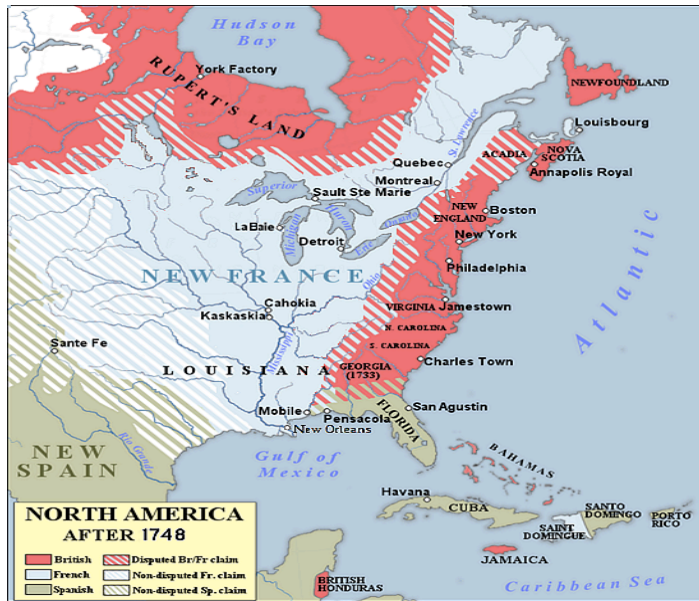 Hudson
Bay
York Factory
RUPERT'S LAND
NEWFOUNDLAND
St. Lawrence
Louisbourg
Quebec
ACADIA
NOVA
SCOTIA
Montreal
Annapolis Royal
Superior
Sault Ste Marie
NEW
ENGLAND
Boston
LaBaie
Michigan
Huron
Ontario
Detroit
Erie
New York
NEW FRANCE
Ohio
Philadelphia
Atlantic
Cahokia
Kaskaskia
VIRGINIA
Jamestown
N. CAROLINA
Mississippi
Sante Fe
S. CAROLINA
LOUISIANA
GEORGIA
(1733)
Charles Town
Mobile
Pensacola
FLORIDA
San Agustin
New Orleans
NEW
SPAIN
Rio Grande
Gulf of
Mexico
BAHAMAS
Havana
CUBA
SANTO
DOMINGO
PORTO
RICO
SAINT
DOMINGUE
JAMAICA
BRITISH
HONDURAS
Caribbean Sea
NORTH AMERICA
AFTER 1748
British
Disputed Br/Fr claim
French
Non-disputed Fr. claim
Spanish
Non-disputed Sp. claim